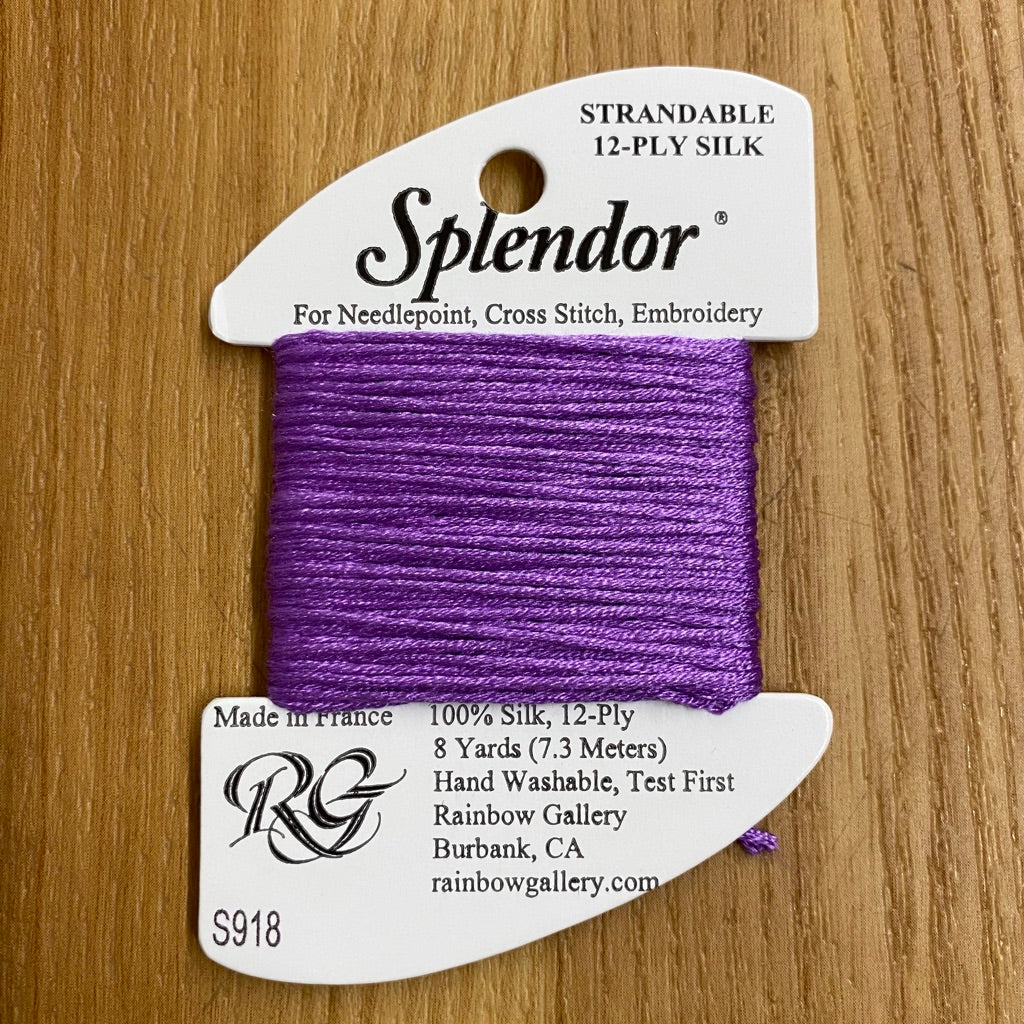 STRANDABLE
12-PLY SILK
Splendor®
For Needlepoint, Cross Stitch, Embroidery
Made in France
100% Silk, 12-Ply
8 Yards (7.3 Meters)
Hand Washable, Test First
Rainbow Gallery
Burbank, CA
rainbowgallery.com
RG
S918